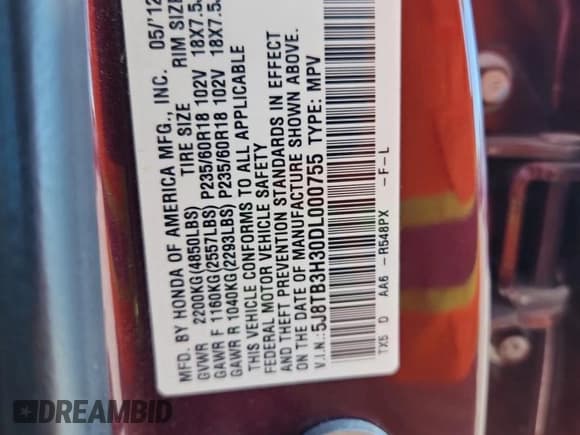 MFD. BY HONDA OF AMERICA MFG., INC. 05/'12
TIRE SIZE RIM SIZE
GVWR 2200KG(4850LBS)
GAWR F 1160KG(2557LBS) P235/60R18 102V 18X7.5J
GAWR R 1040KG(2293LBS) P235/60R18 102V 18X7.5J
THIS VEHICLE CONFORMS TO ALL APPLICABLE
FEDERAL MOTOR VEHICLE SAFETY
AND THEFT PREVENTION STANDARDS IN EFFECT
ON THE DATE OF MANUFACTURE SHOWN ABOVE.
V.I.N.: 5J8TB3H30DL000755 TYPE: MPV
TX5 D AA6 -R548PX -F-L
DREAMBID